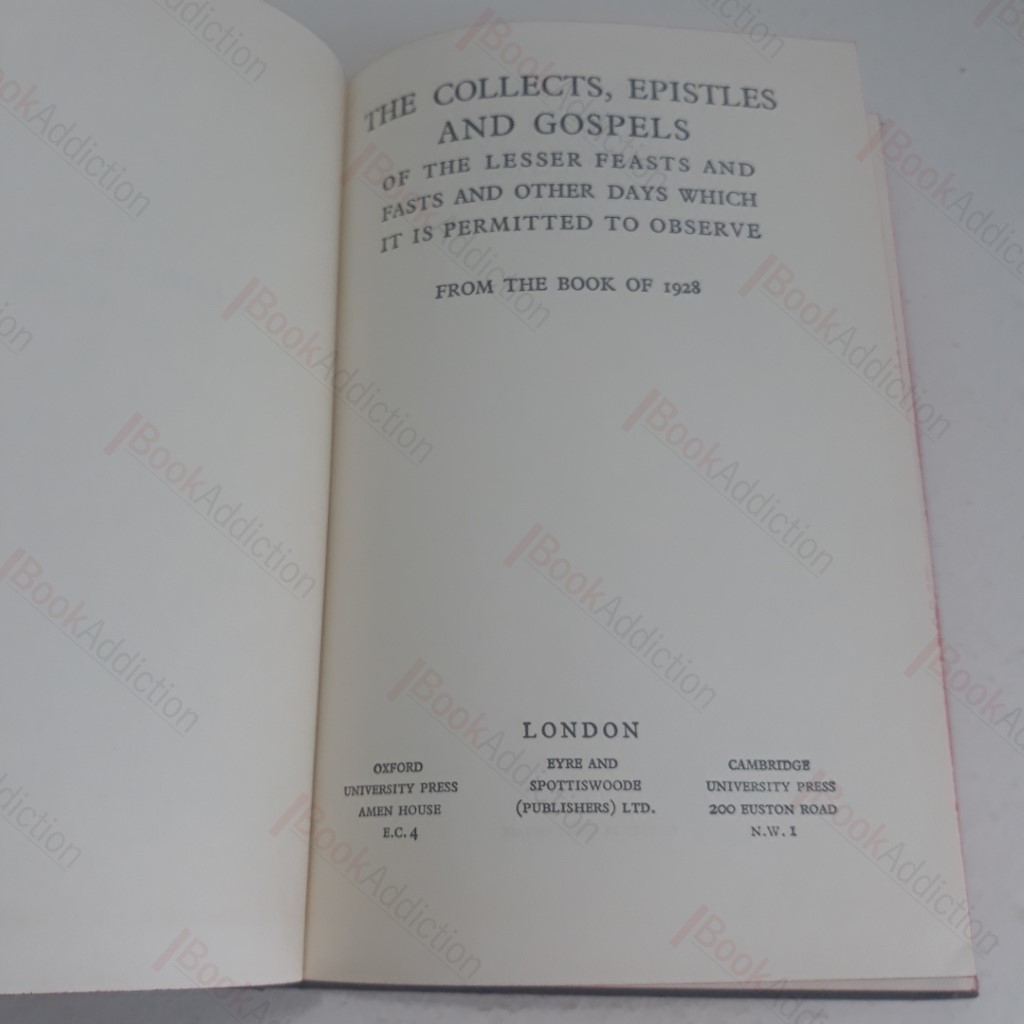 THE COLLECTS, EPISTLES
AND GOSPELS
OF THE LESSER FEASTS AND
FASTS AND OTHER DAYS WHICH
IT IS PERMITTED TO OBSERVE
FROM THE BOOK OF 1928
LONDON
OXFORD
UNIVERSITY PRESS
AMEN HOUSE
E.C. 4
EYRE AND
SPOTTISWOODE
(PUBLISHERS) LTD.
CAMBRIDGE
UNIVERSITY PRESS
200 EUSTON ROAD
N.W. 1
BookAddiction